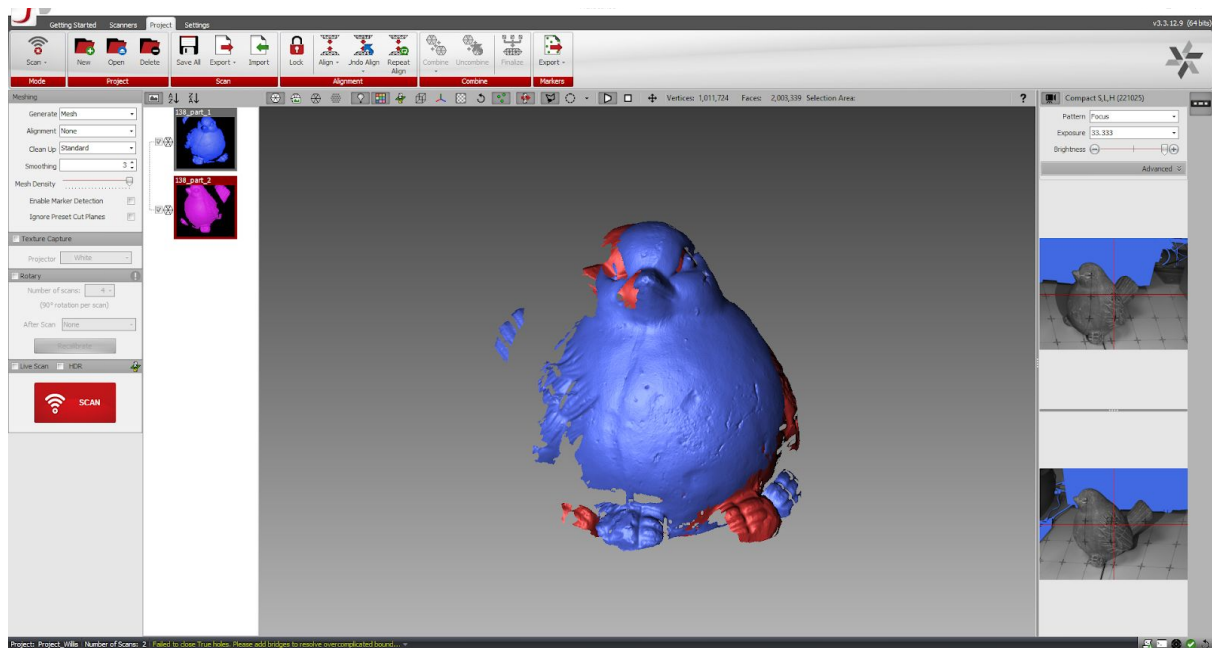 v3.3.12.9 (64 bits)
Getting Started Scanners Project Settings
Scan New Open Delete Save All Export Import Lock Align Undo Align Repeat Align Combine Uncombine Finalize Export
Mode Project Scan Alignment Combine Markers
Meshing
Vertices: 1,011,724 Faces: 2,003,339 Selection Area:
?
Compact S,L,H (221025)
Generate Mesh
Alignment None
Clean Up Standard
Smoothing 3
Mesh Density
Enable Marker Detection
Ignore Preset Cut Planes
Texture Capture
Projector White
Rotary
Number of scans: 4
(90° rotation per scan)
After Scan None
Recalibrate
Live Scan HDR
SCAN
138_part_1
138_part_2
Pattern Focus
Exposure 33.333
Brightness
Advanced
Project: Project_Willis Number of Scans: 2 Failed to close True holes. Please add bridges to resolve overcomplicated bound...